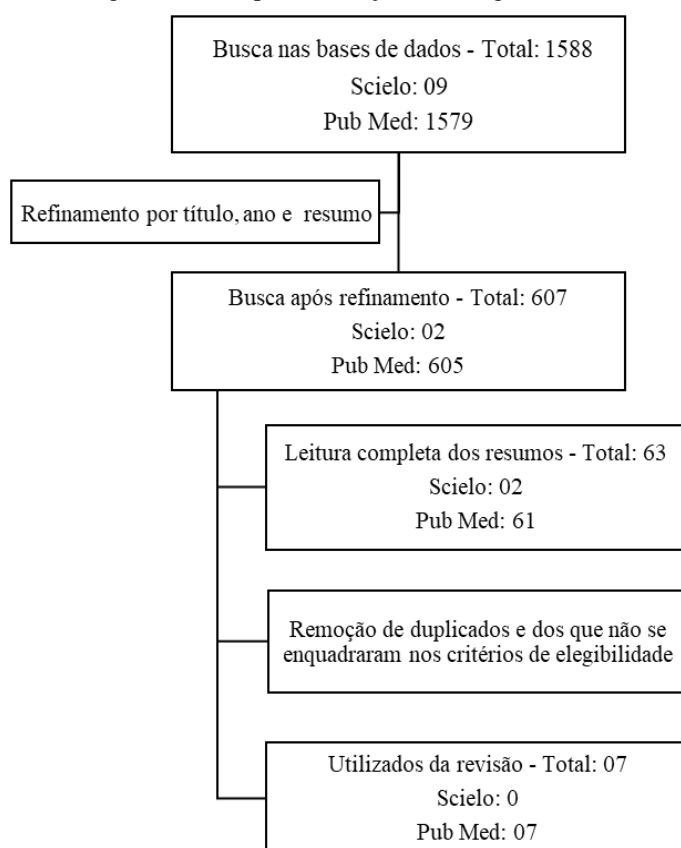 Busca nas bases de dados - Total: 1588
Scielo: 09
Pub Med: 1579
Refinamento por título, ano e resumo
Busca após refinamento - Total: 607
Scielo: 02
Pub Med: 605
Leitura completa dos resumos - Total: 63
Scielo: 02
Pub Med: 61
Remoção de duplicados e dos que não se
enquadraram nos critérios de elegibilidade
Utilizados da revisão - Total: 07
Scielo: 0
Pub Med: 07